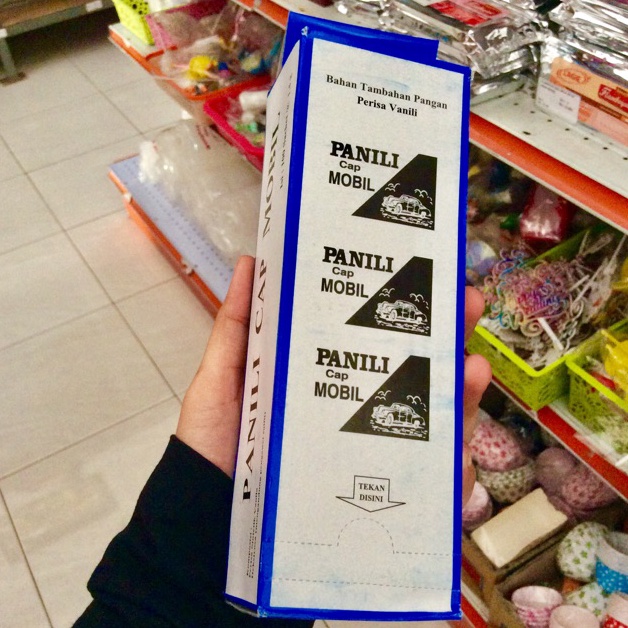 Bahan Tambahan Pangan
Perisa Vanili
PANILI
Cap
MOBIL
PANILI
Cap
MOBIL
PANILI
Cap
MOBIL
TEKAN
DISINI
PANILI CAP MOBIL